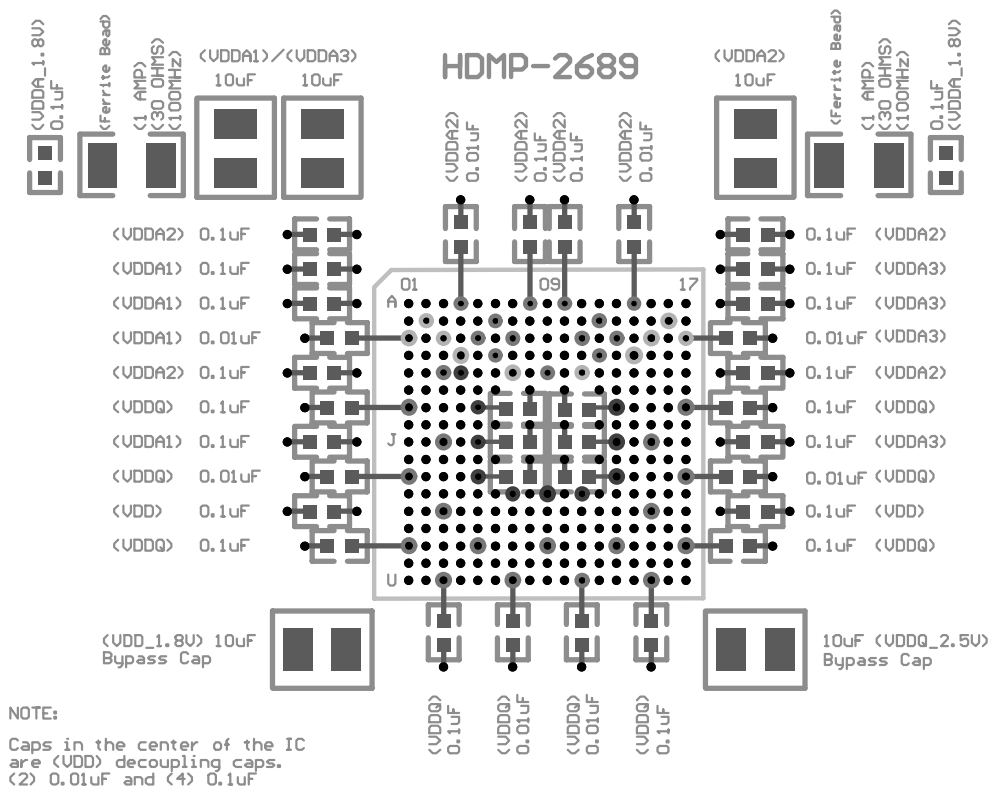 HDMP-2689
(VDDA_1.8V)
0.1uF
(Ferrite Bead)
(1 AMP)
(30 OHMS)
(100MHz)
(VDDA1)/(VDDA3)
10uF 10uF
(VDDA2)
0.01uF
(VDDA2)
0.1uF
(VDDA2)
0.1uF
(VDDA2)
0.01uF
(VDDA2)
10uF
(Ferrite Bead)
(1 AMP)
(30 OHMS)
(100MHz)
0.1uF
(VDDA_1.8V)
(VDDA2) 0.1uF
(VDDA1) 0.1uF
(VDDA1) 0.1uF
(VDDA1) 0.01uF
(VDDA2) 0.1uF
(VDDQ) 0.1uF
(VDDA1) 0.1uF
(VDDQ) 0.01uF
(VDD) 0.1uF
(VDDQ) 0.1uF
01 09 17
A
J
U
0.1uF (VDDA2)
0.1uF (VDDA3)
0.1uF (VDDA3)
0.01uF (VDDA3)
0.1uF (VDDA2)
0.1uF (VDDQ)
0.1uF (VDDA3)
0.01uF (VDDQ)
0.1uF (VDD)
0.1uF (VDDQ)
(VDD_1.8V) 10uF
Bypass Cap
10uF (VDDQ_2.5V)
Bypass Cap
(VDDQ)
0.1uF
(VDDQ)
0.01uF
(VDDQ)
0.01uF
(VDDQ)
0.1uF
NOTE:
Caps in the center of the IC
are (VDD) decoupling caps.
(2) 0.01uF and (4) 0.1uF